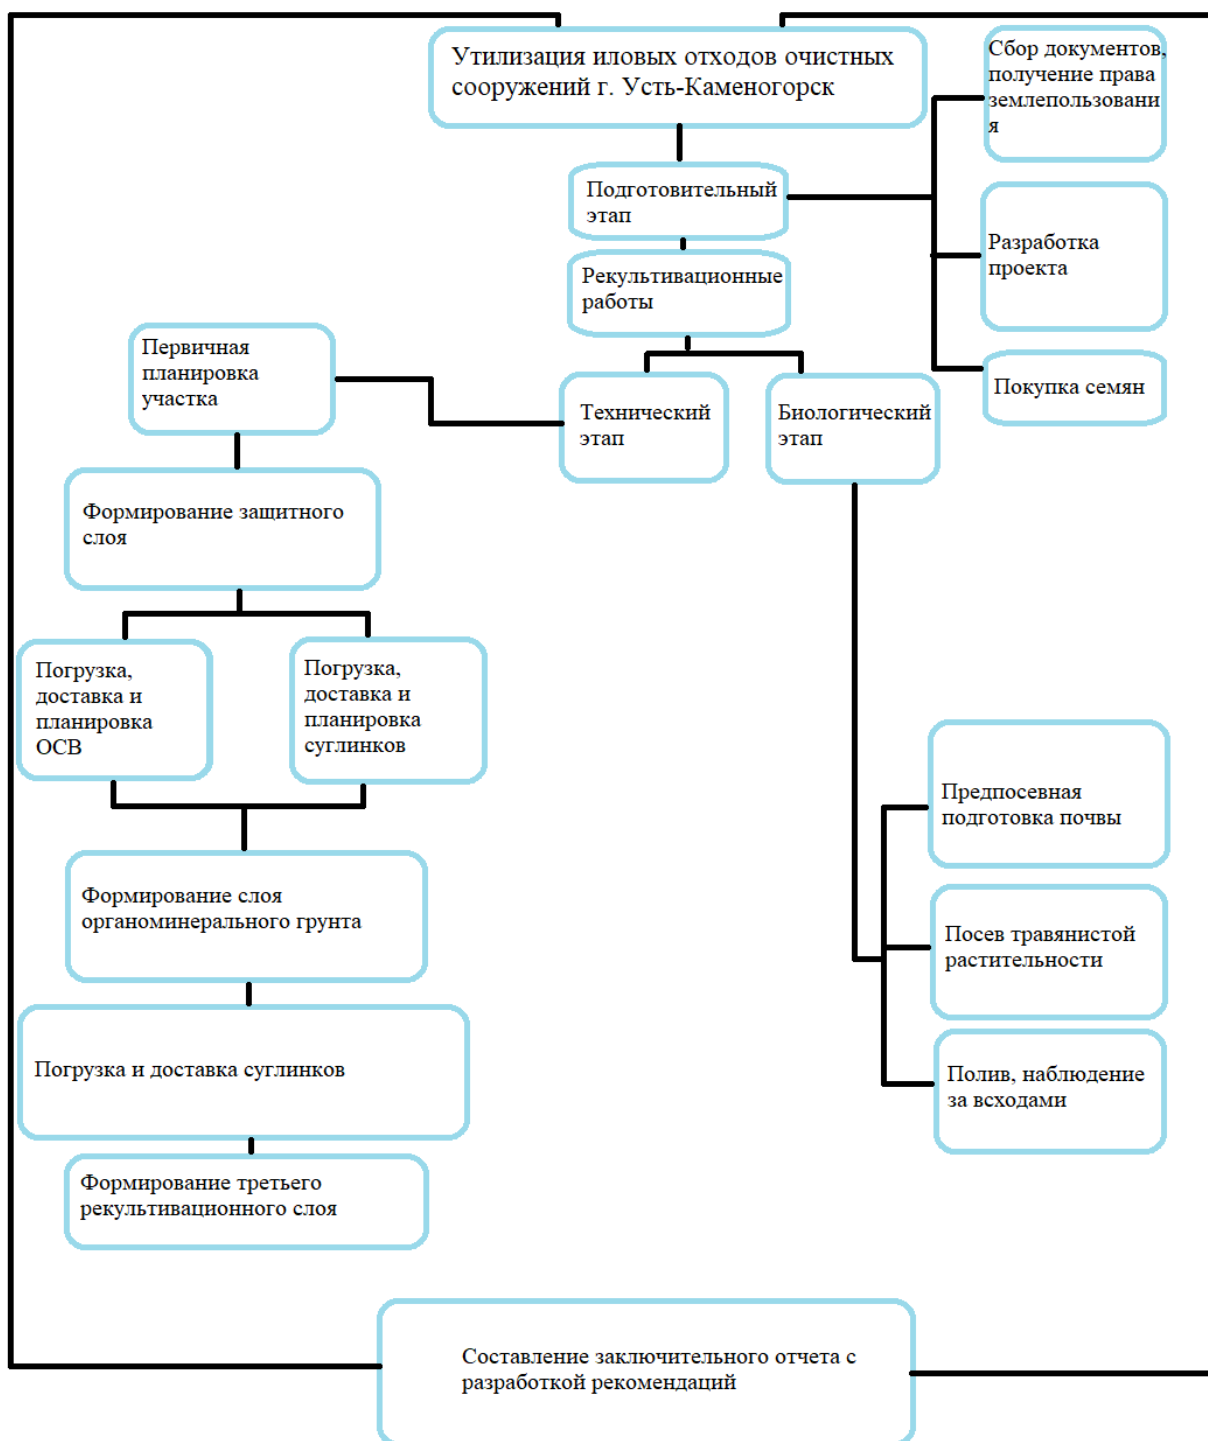 Утилизация иловых отходов очистных
сооружений г. Усть-Каменогорск
Сбор документов,
получение права
землепользовани
я
Подготовительный
этап
Разработка
проекта
Рекультивационные
работы
Покупка семян
Первичная
планировка
участка
Технический
этап
Биологический
этап
Формирование защитного
слоя
Погрузка,
доставка и
планировка
ОСВ
Погрузка,
доставка и
планировка
суглинков
Предпосевная
подготовка почвы
Формирование слоя
органоминерального грунта
Посев травянистой
растительности
Погрузка и доставка суглинков
Полив, наблюдение
за всходами
Формирование третьего
рекультивационного слоя
Составление заключительного отчета с
разработкой рекомендаций